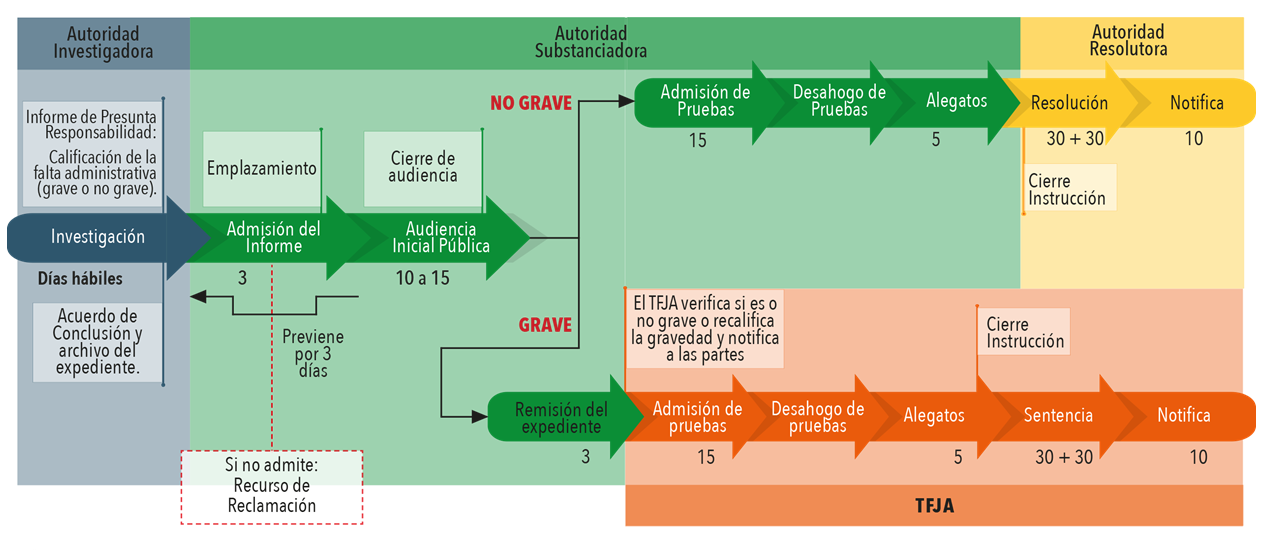 Autoridad
Investigadora
Autoridad
Substanciadora
Autoridad
Resolutora
Informe de Presunta
Responsabilidad:
Calificación de la
falta administrativa
(grave o no grave).
Investigación
Días hábiles
Acuerdo de
Conclusión y
archivo del
expediente.
Emplazamiento
Admisión del
Informe
3
Previene
por 3
días
Si no admite:
Recurso de
Reclamación
Cierre de
audiencia
Audiencia
Inicial Pública
10 a 15
NO GRAVE
Admisión de
Pruebas
15
Desahogo de
Pruebas
Alegatos
5
Resolución
30 + 30
Notifica
10
Cierre
Instrucción
GRAVE
Remisión del
expediente
3
El TFJA verifica si es o
no grave o recalifica
la gravedad y notifica
a las partes
Admisión de
pruebas
15
Desahogo de
pruebas
Alegatos
5
Cierre
Instrucción
Sentencia
30 + 30
Notifica
10
TFJA